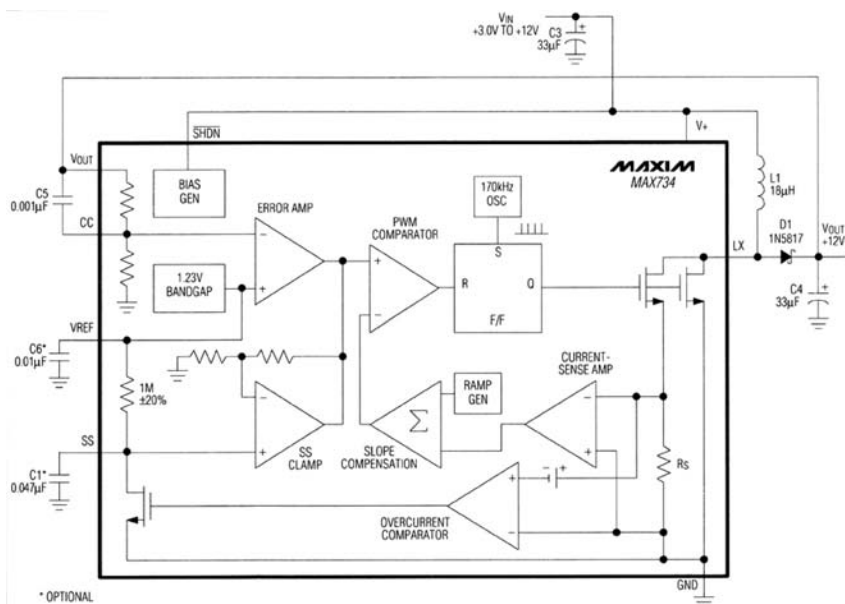 VIN
+3.0V TO +12V
C3
33µF
+
SHDN
V+
VOUT
C5
0.001µF
CC
BIAS
GEN
ERROR AMP
PWM
COMPARATOR
170kHz
OSC
MAXIM
MAX734
L1
18µH
D1
1N5817
VOUT
+12V
LX
C4
33µF
+
1.23V
BANDGAP
-
+
+
-
S
R
Q
F/F
VREF
C6*
0.01µF
1M
±20%
SS
C1*
0.047µF
-
+
SS
CLAMP
Σ
SLOPE
COMPENSATION
RAMP
GEN
CURRENT-
SENSE AMP
-
+
RS
- +
+
-
OVERCURRENT
COMPARATOR
GND
* OPTIONAL